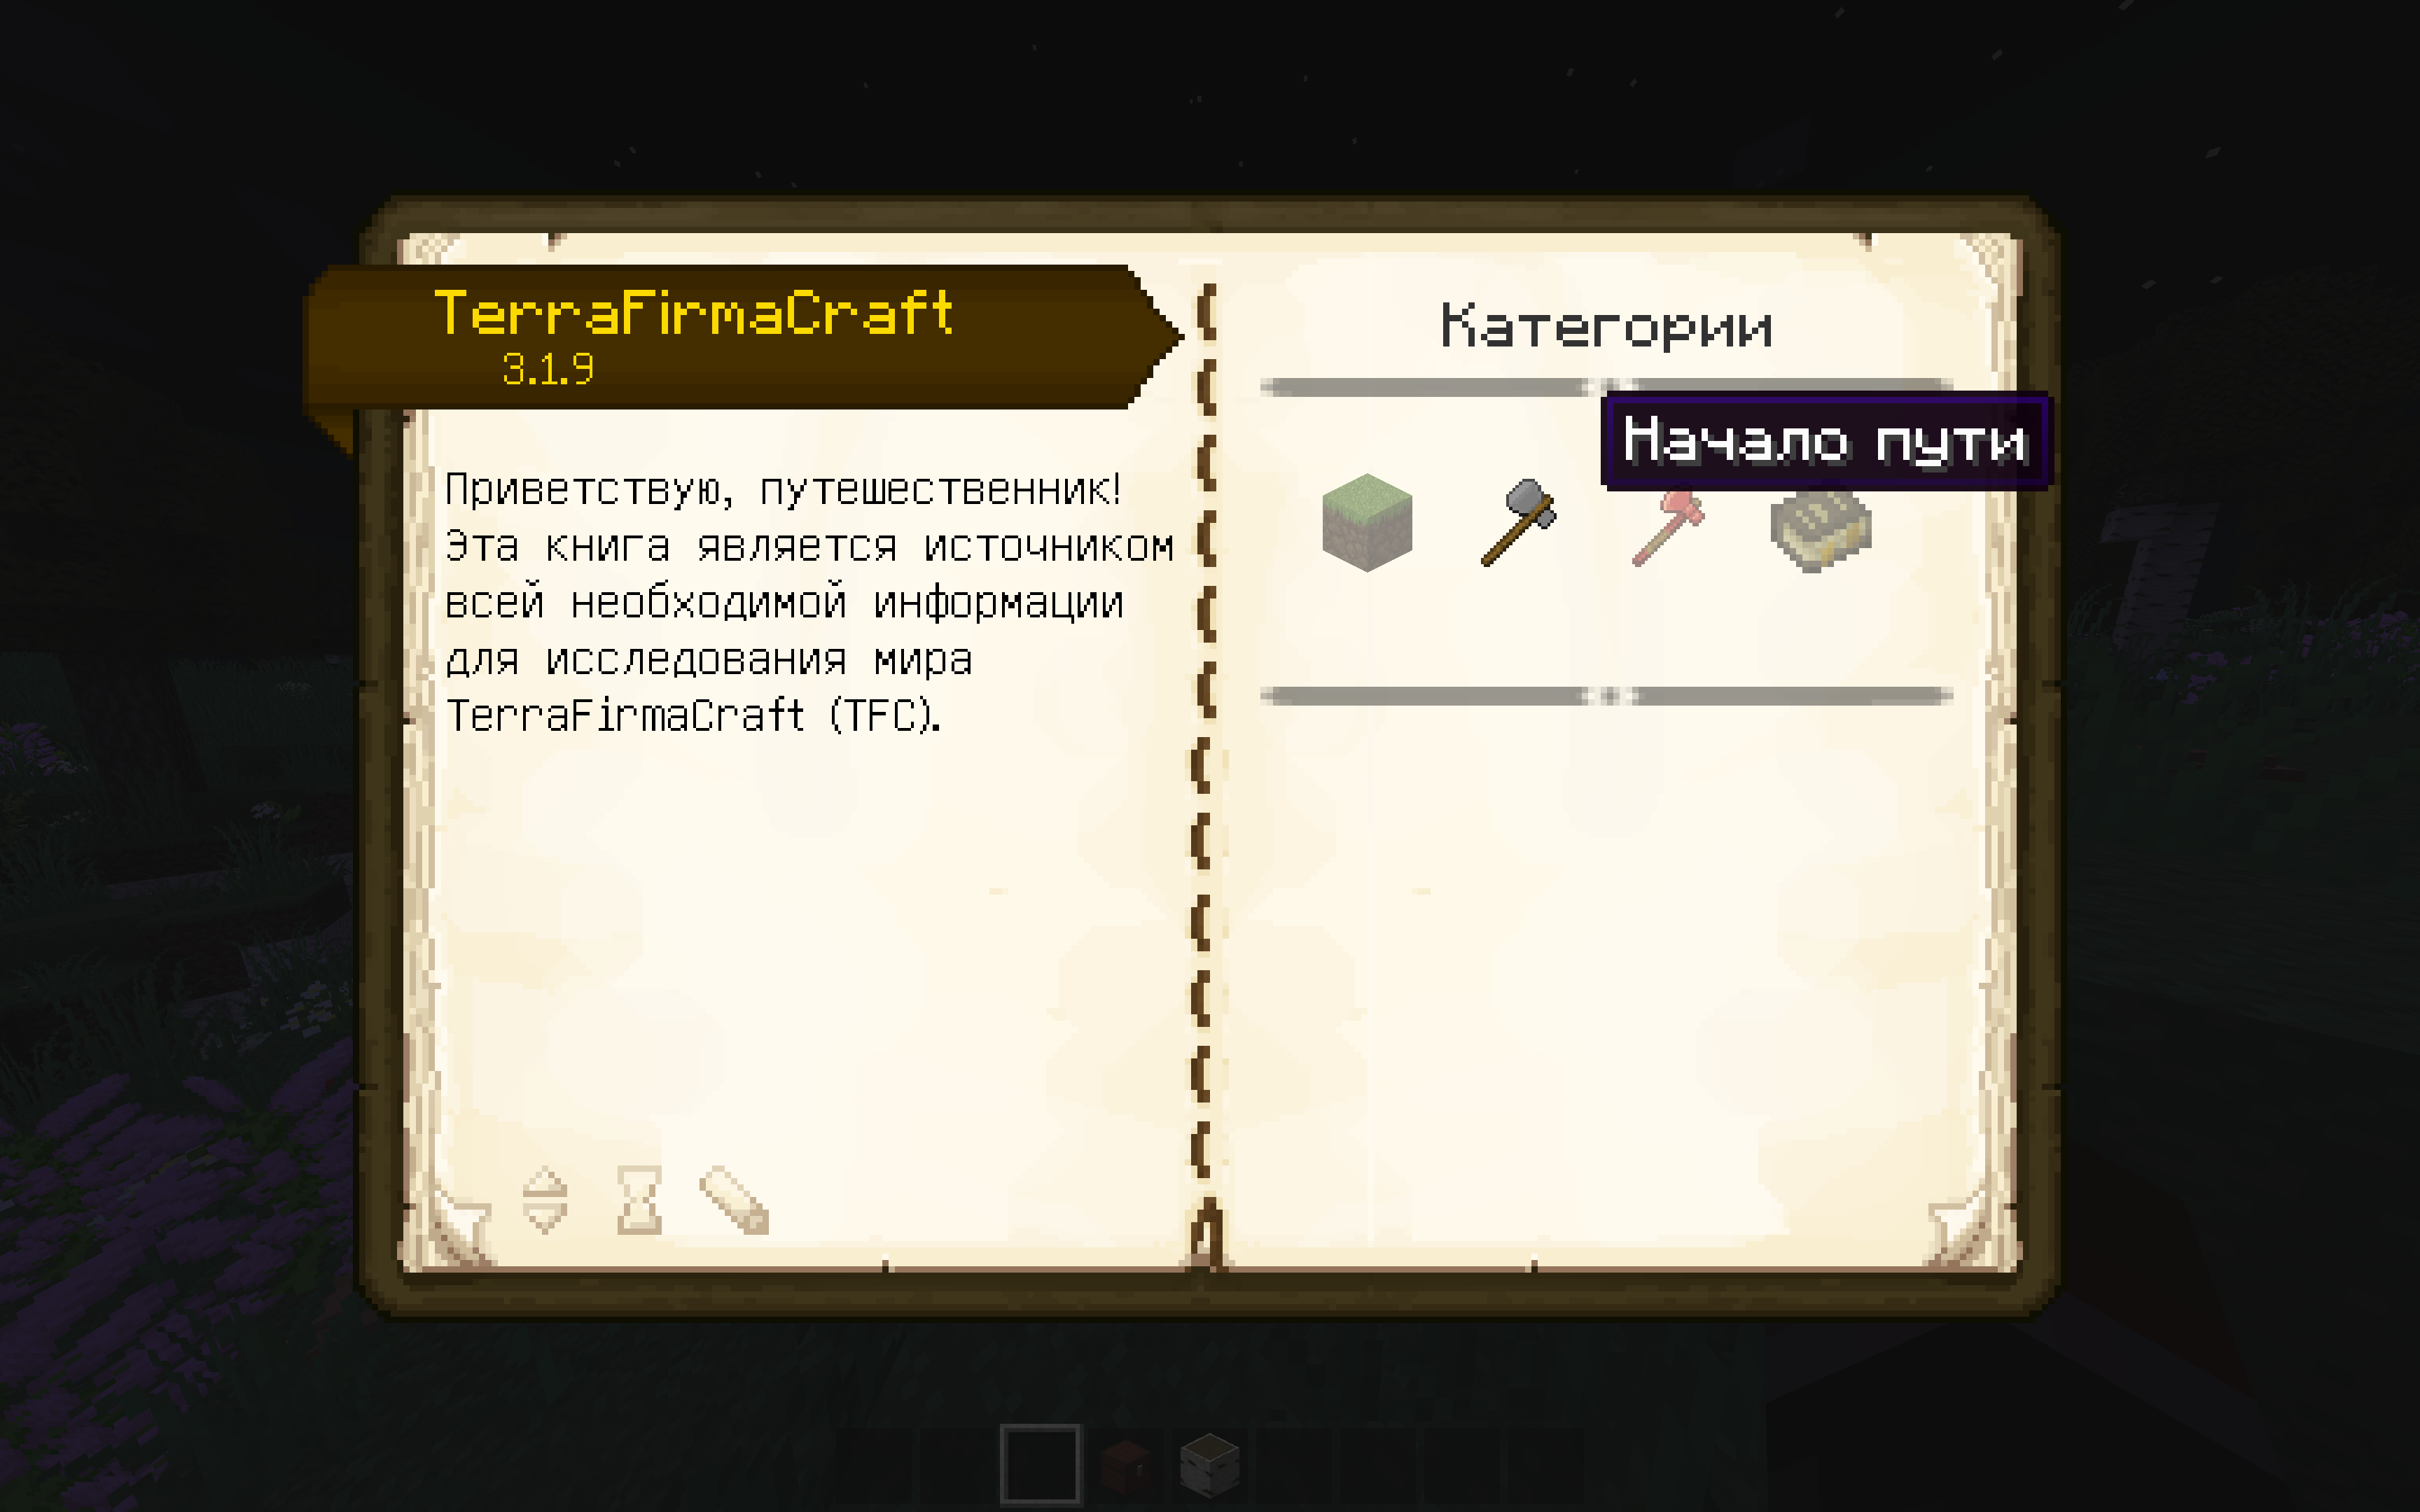 TerraFirmaCraft
3.1.9
Приветствую, путешественник!
Эта книга является источником
всей необходимой информации
для исследования мира
TerraFirmaCraft (TFC).
Категории
Начало пути